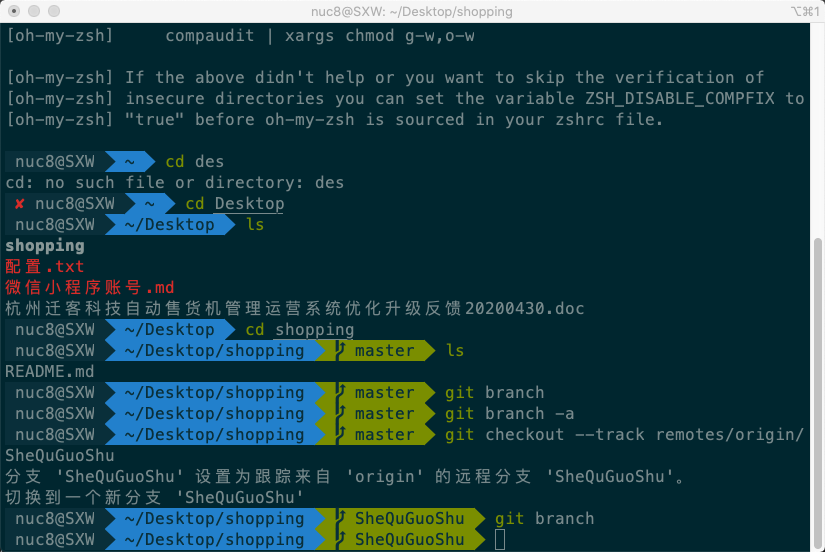 nuc8@SXW: ~/Desktop/shopping ⌥⌘1
[oh-my-zsh]     compaudit | xargs chmod g-w,o-w
[oh-my-zsh] If the above didn't help or you want to skip the verification of
[oh-my-zsh] insecure directories you can set the variable ZSH_DISABLE_COMPFIX to
[oh-my-zsh] "true" before oh-my-zsh is sourced in your zshrc file.
nuc8@SXW ~ cd des
cd: no such file or directory: des
✘ nuc8@SXW ~ cd Desktop
nuc8@SXW ~/Desktop ls
shopping
配置.txt
微信小程序账号.md
杭州迁客科技自动售货机管理运营系统优化升级反馈20200430.doc
nuc8@SXW ~/Desktop cd shopping
nuc8@SXW ~/Desktop/shopping master ls
README.md
nuc8@SXW ~/Desktop/shopping master git branch
nuc8@SXW ~/Desktop/shopping master git branch -a
nuc8@SXW ~/Desktop/shopping master git checkout --track remotes/origin/
SheQuGuoShu
分支 'SheQuGuoShu' 设置为跟踪来自 'origin' 的远程分支 'SheQuGuoShu'。
切换到一个新分支 'SheQuGuoShu'
nuc8@SXW ~/Desktop/shopping SheQuGuoShu git branch
nuc8@SXW ~/Desktop/shopping SheQuGuoShu